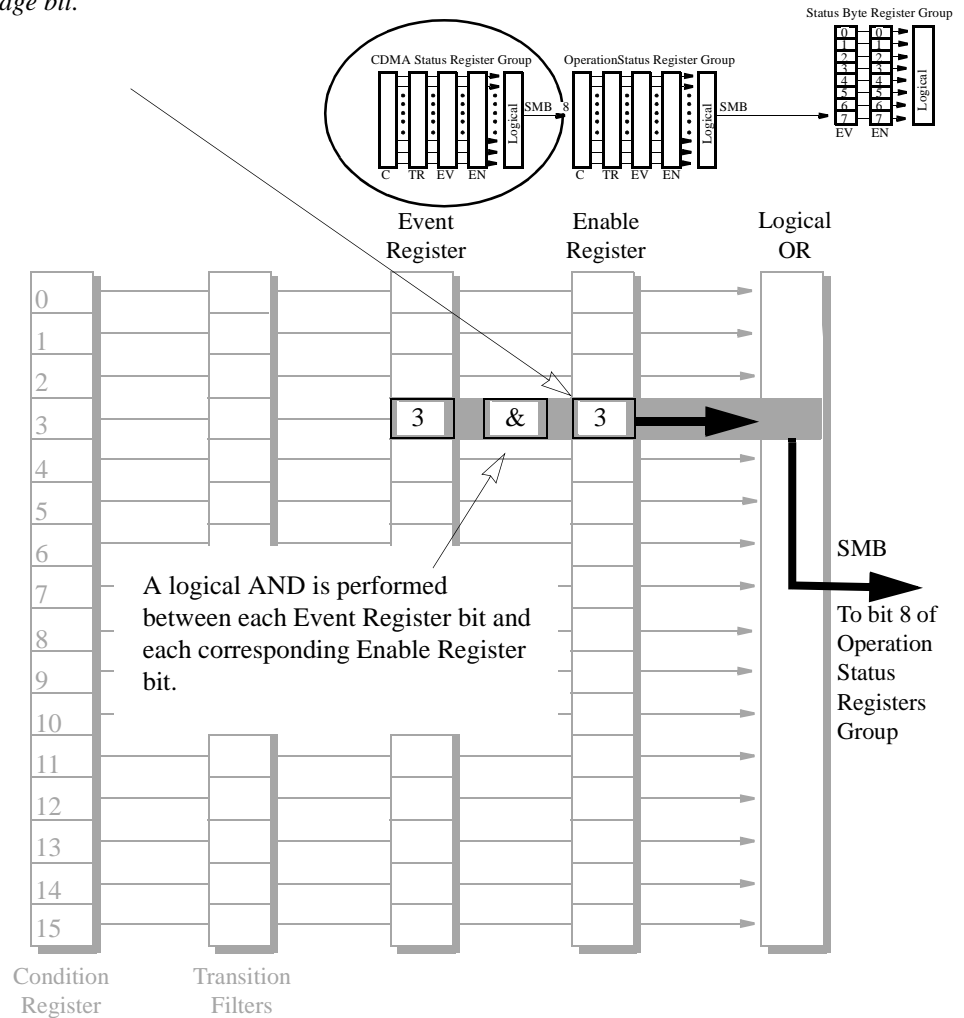 age bit.
Status Byte Register Group
CDMA Status Register Group
OperationStatus Register Group
0 0
1 1
2 2
3 3
4 4
5 5
6 6
7 7
EV EN
Logical
SMB 8
Logical
SMB
Logical
C TR EV EN
C TR EV EN
Event
Register
Enable
Register
Logical
OR
0
1
2
3
3 & 3
4
5
6
7
8
9
10
11
12
13
14
15
A logical AND is performed
between each Event Register bit and
each corresponding Enable Register
bit.
SMB
To bit 8 of
Operation
Status
Registers
Group
Condition
Register
Transition
Filters